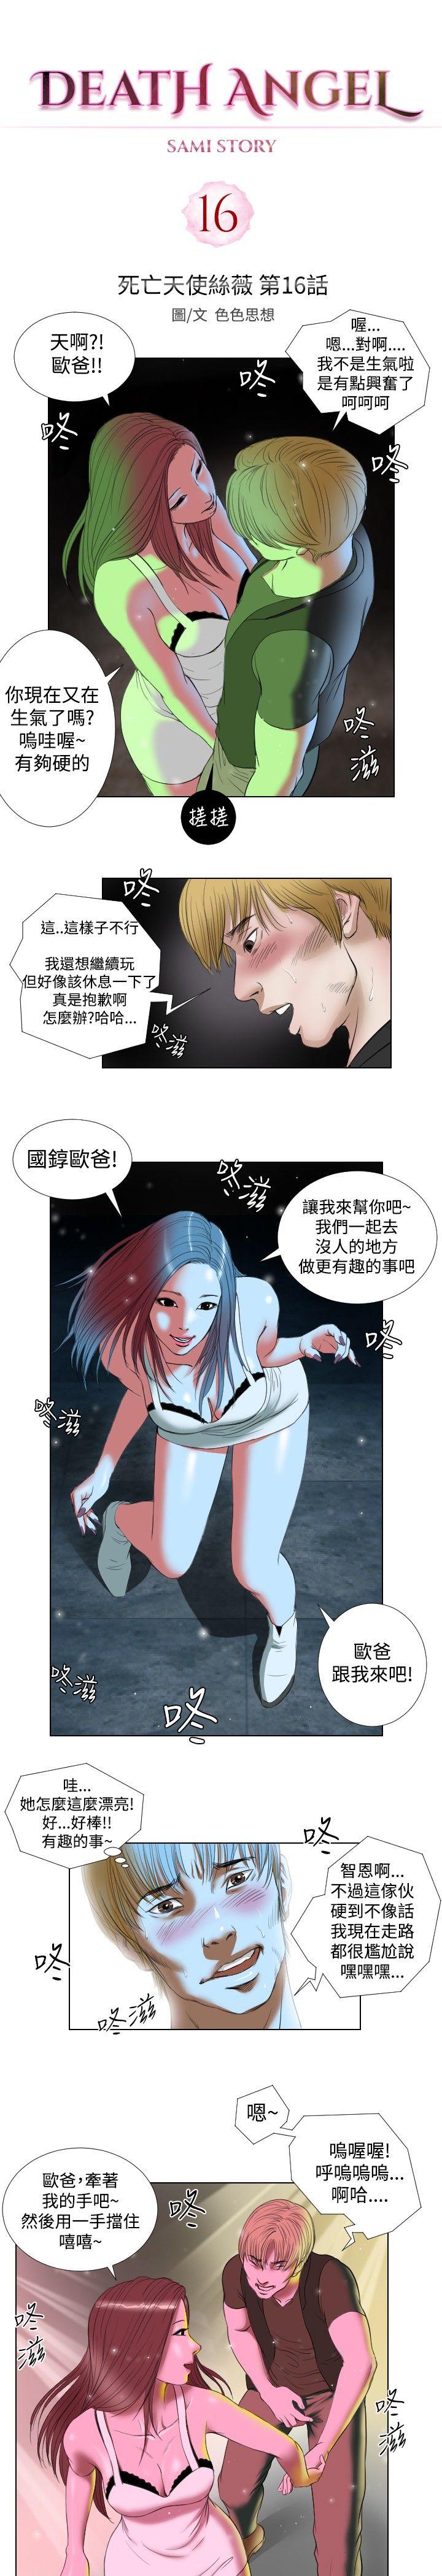 DEATH ANGEL
SAMI STORY
16
死亡天使絲薇 第16話
圖/文 色色思想
天啊?!
歐爸!!
喔...
嗯...對啊....
我不是生氣啦
是有點興奮了
呵呵呵
咚
咚
咚
你現在又在
生氣了嗎?
嗚哇喔~
有夠硬的
咚
滋
搓搓
咚
這..這樣子不行
我還想繼續玩
但好像該休息一下了
真是抱歉啊
怎麼辦?哈哈...
咚
滋
國錞歐爸!
咚
滋
讓我來幫你吧~
我們一起去
沒人的地方
做更有趣的事吧
咚
咚
滋
歐爸
跟我來吧!
咚
滋
咚
哇...
她怎麼這麼漂亮!
好...好棒!!
有趣的事~
咚
智恩啊...
不過這傢伙
硬到不像話
我現在走路
都很尷尬說
嘿嘿嘿...
咚
咚
滋
嗯~
嗚喔喔!
呼嗚嗚嗚...
啊哈....
歐爸，牽著
我的手吧~
然後用一手擋住
嘻嘻~
咚
咚
滋
咚
滋